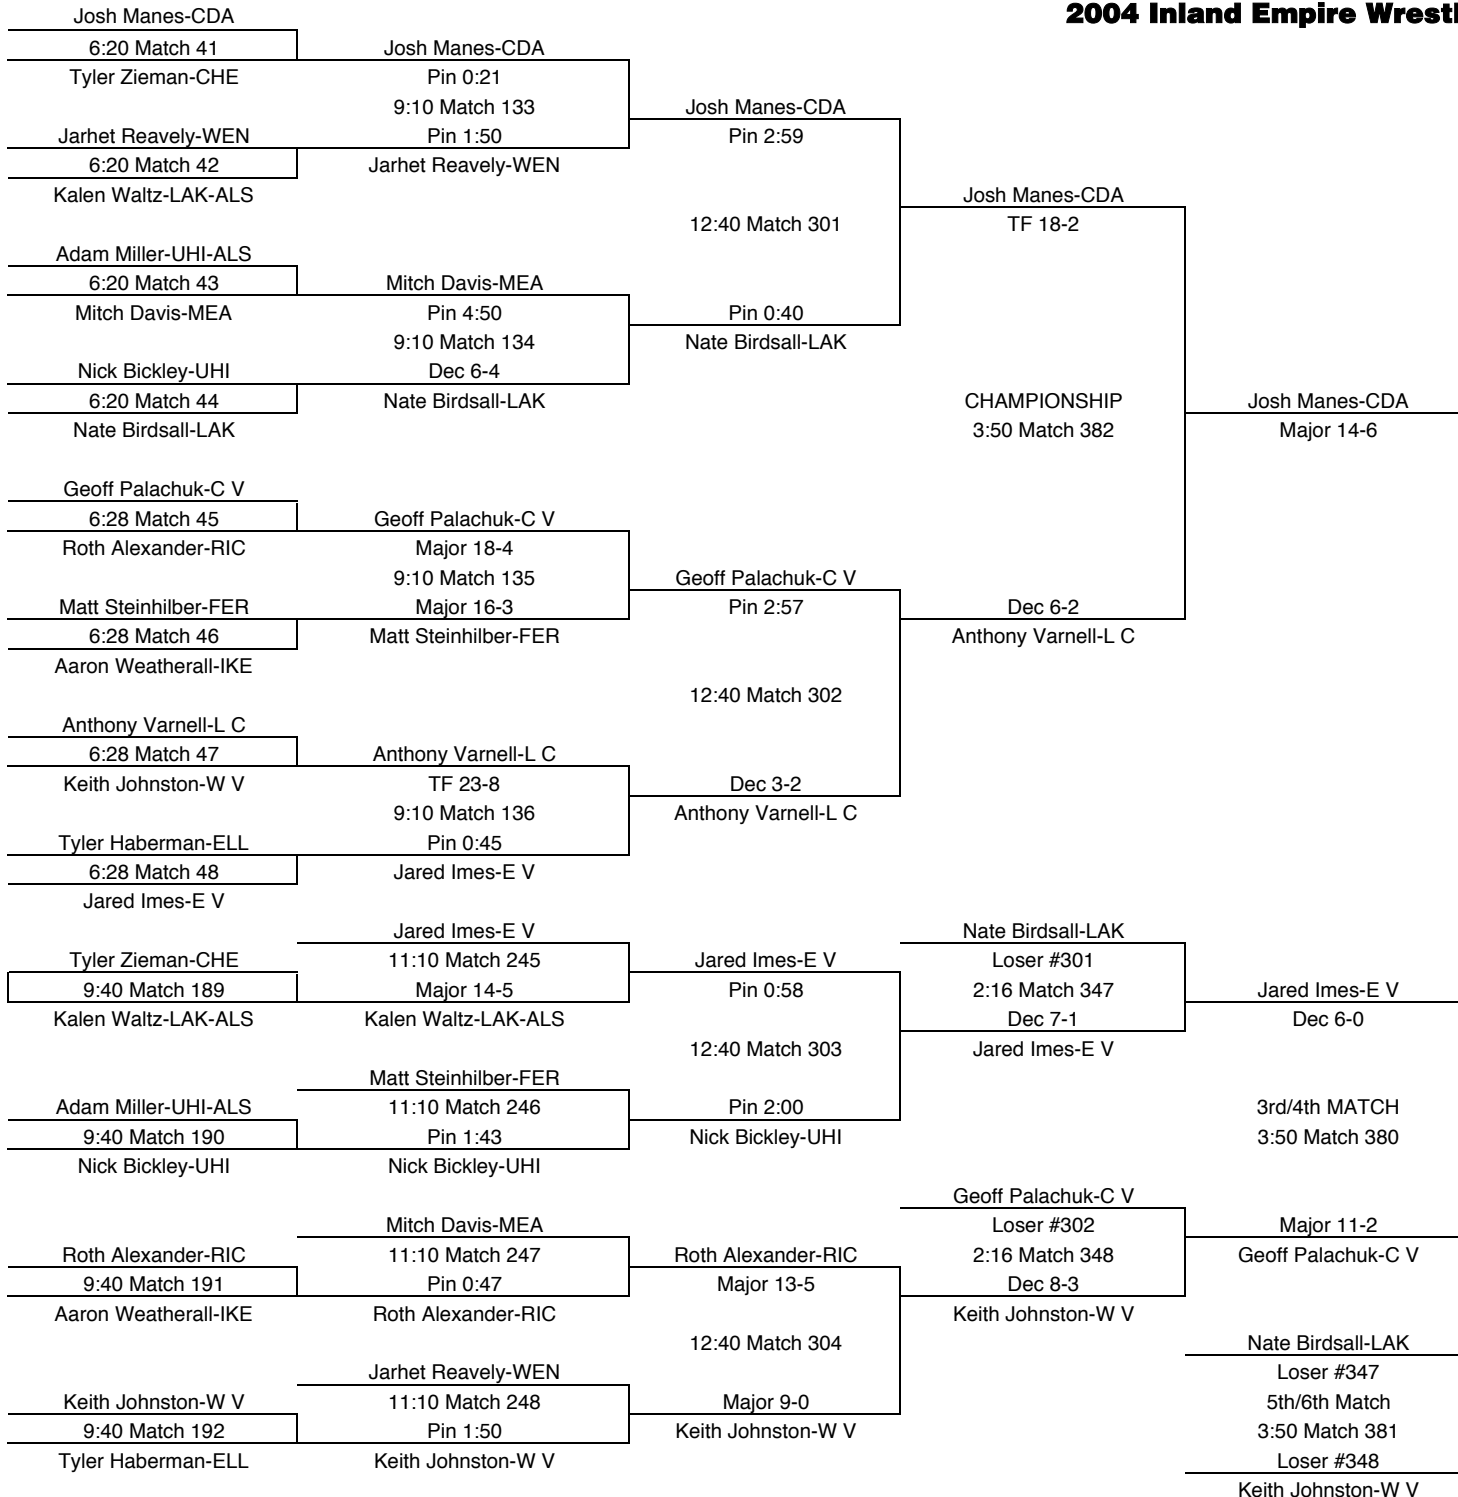 2004 Inland Empire Wrestl
Josh Manes-CDA
6:20 Match 41
Tyler Zieman-CHE
Jarhet Reavely-WEN
6:20 Match 42
Kalen Waltz-LAK-ALS
Adam Miller-UHI-ALS
6:20 Match 43
Mitch Davis-MEA
Nick Bickley-UHI
6:20 Match 44
Nate Birdsall-LAK
Geoff Palachuk-C V
6:28 Match 45
Roth Alexander-RIC
Matt Steinhilber-FER
6:28 Match 46
Aaron Weatherall-IKE
Anthony Varnell-L C
6:28 Match 47
Keith Johnston-W V
Tyler Haberman-ELL
6:28 Match 48
Jared Imes-E V
Josh Manes-CDA
Pin 0:21
9:10 Match 133
Pin 1:50
Jarhet Reavely-WEN
Mitch Davis-MEA
Pin 4:50
9:10 Match 134
Dec 6-4
Nate Birdsall-LAK
Geoff Palachuk-C V
Major 18-4
9:10 Match 135
Major 16-3
Matt Steinhilber-FER
Anthony Varnell-L C
TF 23-8
9:10 Match 136
Pin 0:45
Jared Imes-E V
Josh Manes-CDA
Pin 2:59
12:40 Match 301
Pin 0:40
Nate Birdsall-LAK
Geoff Palachuk-C V
Pin 2:57
12:40 Match 302
Dec 3-2
Anthony Varnell-L C
Josh Manes-CDA
TF 18-2
CHAMPIONSHIP
3:50 Match 382
Dec 6-2
Anthony Varnell-L C
Josh Manes-CDA
Major 14-6
Tyler Zieman-CHE
9:40 Match 189
Kalen Waltz-LAK-ALS
Adam Miller-UHI-ALS
9:40 Match 190
Nick Bickley-UHI
Roth Alexander-RIC
9:40 Match 191
Aaron Weatherall-IKE
Keith Johnston-W V
9:40 Match 192
Tyler Haberman-ELL
Jared Imes-E V
11:10 Match 245
Major 14-5
Kalen Waltz-LAK-ALS
Matt Steinhilber-FER
11:10 Match 246
Pin 1:43
Nick Bickley-UHI
Mitch Davis-MEA
11:10 Match 247
Pin 0:47
Roth Alexander-RIC
Jarhet Reavely-WEN
11:10 Match 248
Pin 1:50
Keith Johnston-W V
Jared Imes-E V
Pin 0:58
12:40 Match 303
Pin 2:00
Nick Bickley-UHI
Roth Alexander-RIC
Major 13-5
12:40 Match 304
Major 9-0
Keith Johnston-W V
Nate Birdsall-LAK
Loser #301
2:16 Match 347
Dec 7-1
Jared Imes-E V
Geoff Palachuk-C V
Loser #302
2:16 Match 348
Dec 8-3
Keith Johnston-W V
Jared Imes-E V
Dec 6-0
3rd/4th MATCH
3:50 Match 380
Major 11-2
Geoff Palachuk-C V
Nate Birdsall-LAK
Loser #347
5th/6th Match
3:50 Match 381
Loser #348
Keith Johnston-W V